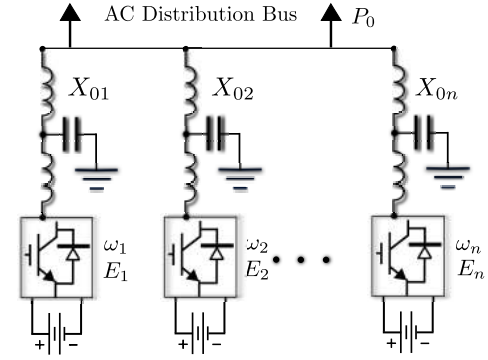 AC Distribution Bus
P₀
X₀₁
X₀₂
X₀ₙ
ω₁
E₁
ω₂
E₂
ωₙ
Eₙ
+ −
+ −
+ −